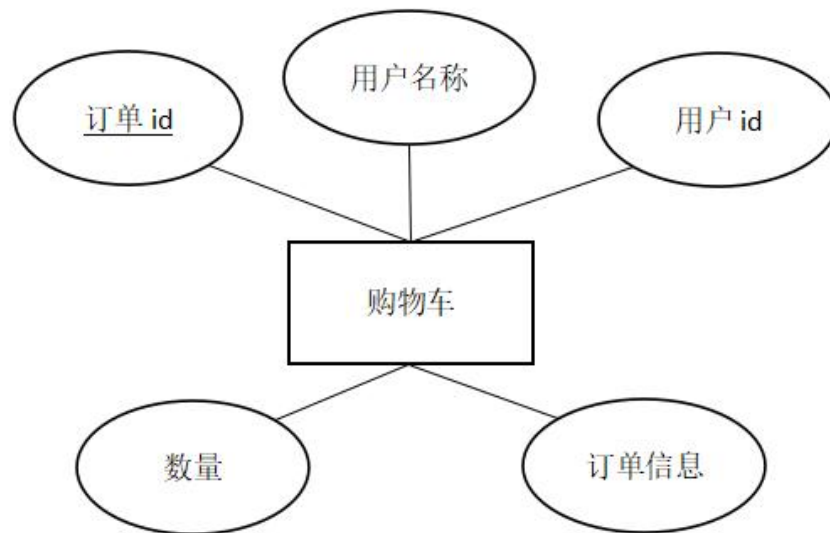 用户名称
订单 id
用户 id
购物车
数量
订单信息